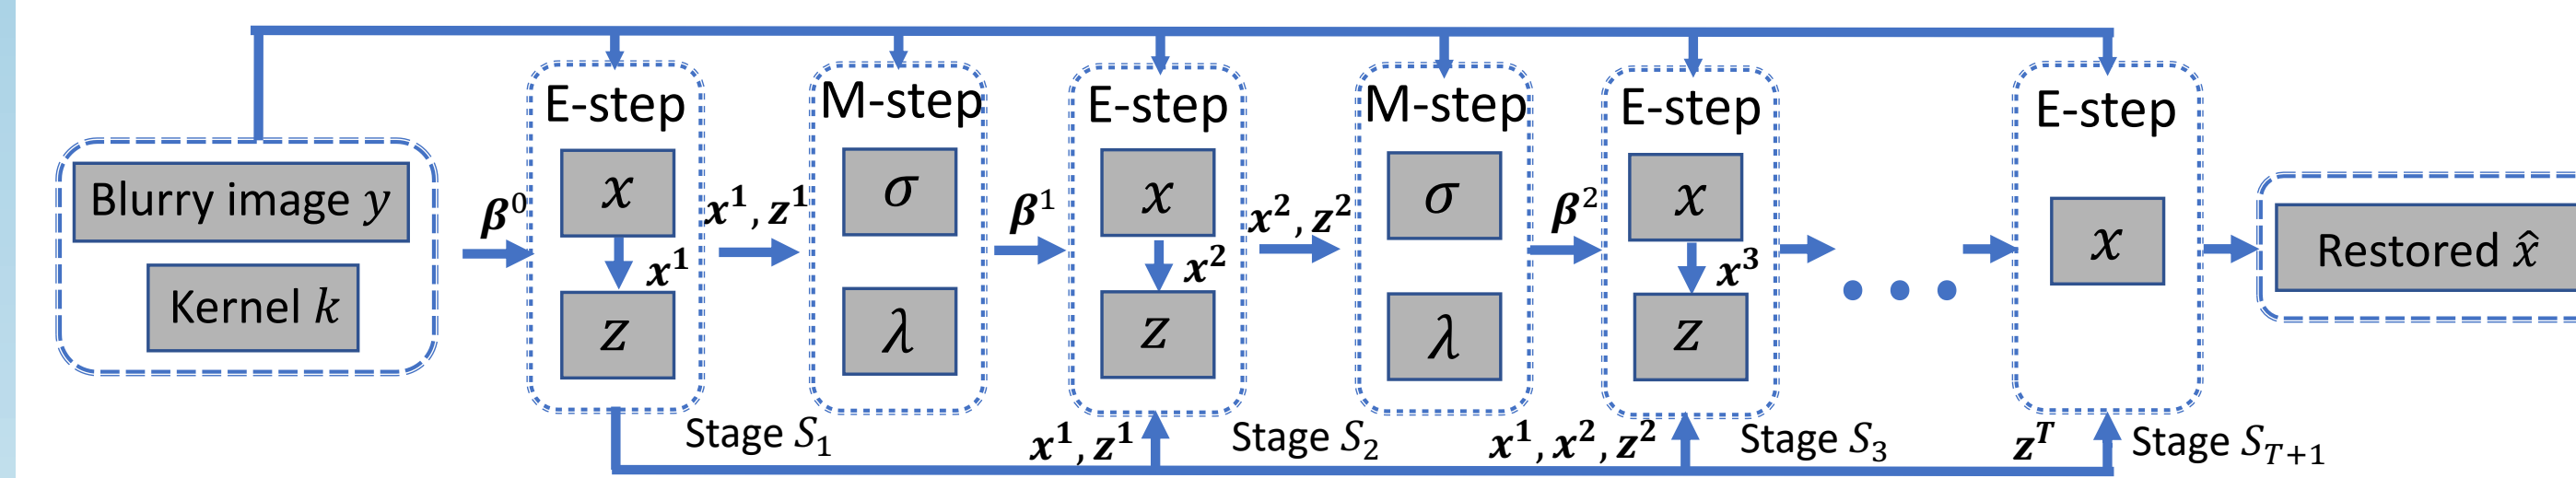 Blurry image y
Kernel k
β⁰
E-step
x
x¹
z
x¹, z¹
M-step
σ
λ
Stage S₁
β¹
E-step
x
x²
z
x¹, z¹
x², z²
Stage S₂
M-step
σ
λ
β²
E-step
x
x³
z
x¹, x², z²
Stage S₃
• • •
E-step
x
zᵀ
Stage S_{T+1}
Restored x̂